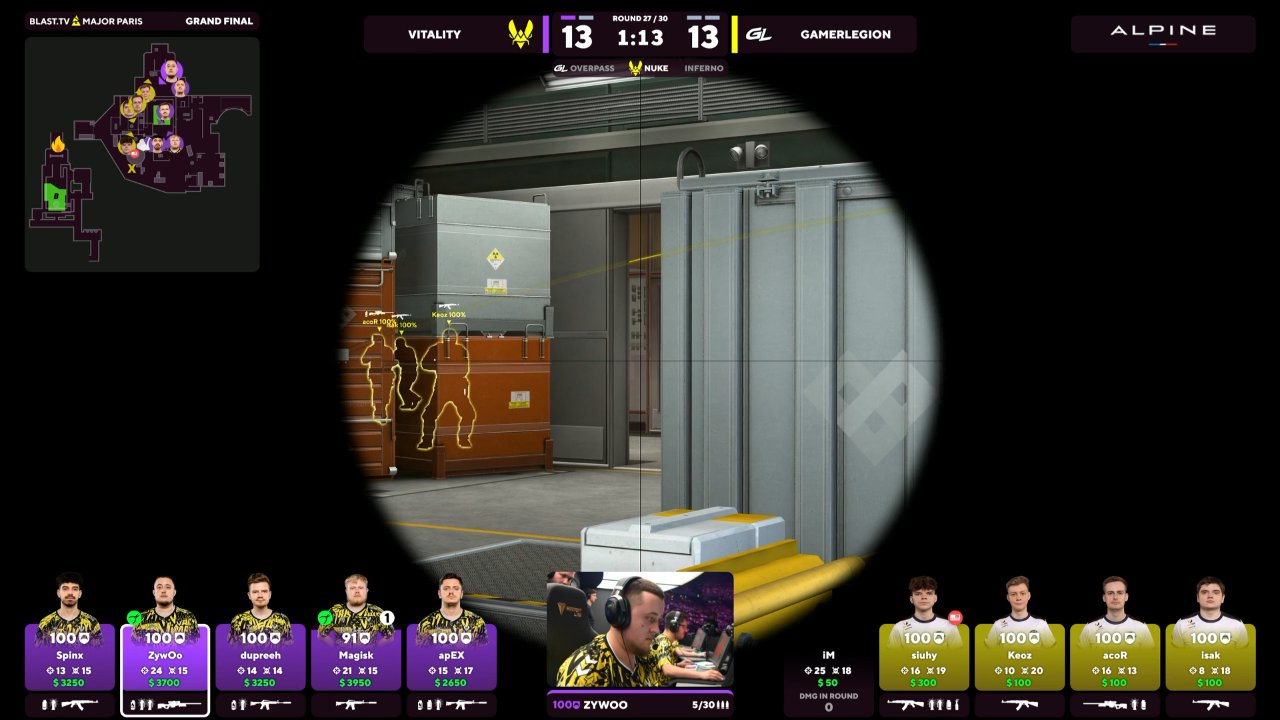 BLAST.TV MAJOR PARIS GRAND FINAL
VITALITY 13 ROUND 27 / 30 1:13 13 GL GAMERLEGION
ALPINE
GL OVERPASS NUKE INFERNO
X
acoR 100% isak 100% Keoz 100%
100 100 100 91 1 100
Spinx ZywOo dupreeh Magisk apEX
13 15 24 15 14 14 21 15 15 17
$ 3250 $ 3700 $ 3250 $ 3950 $ 2650
100 ZYWOO 5/30
100 100 100 100
iM siuhy Keoz acoR isak
25 18 16 19 10 20 16 13 8 18
$ 50 $ 300 $ 100 $ 100 $ 100
DMG IN ROUND
0